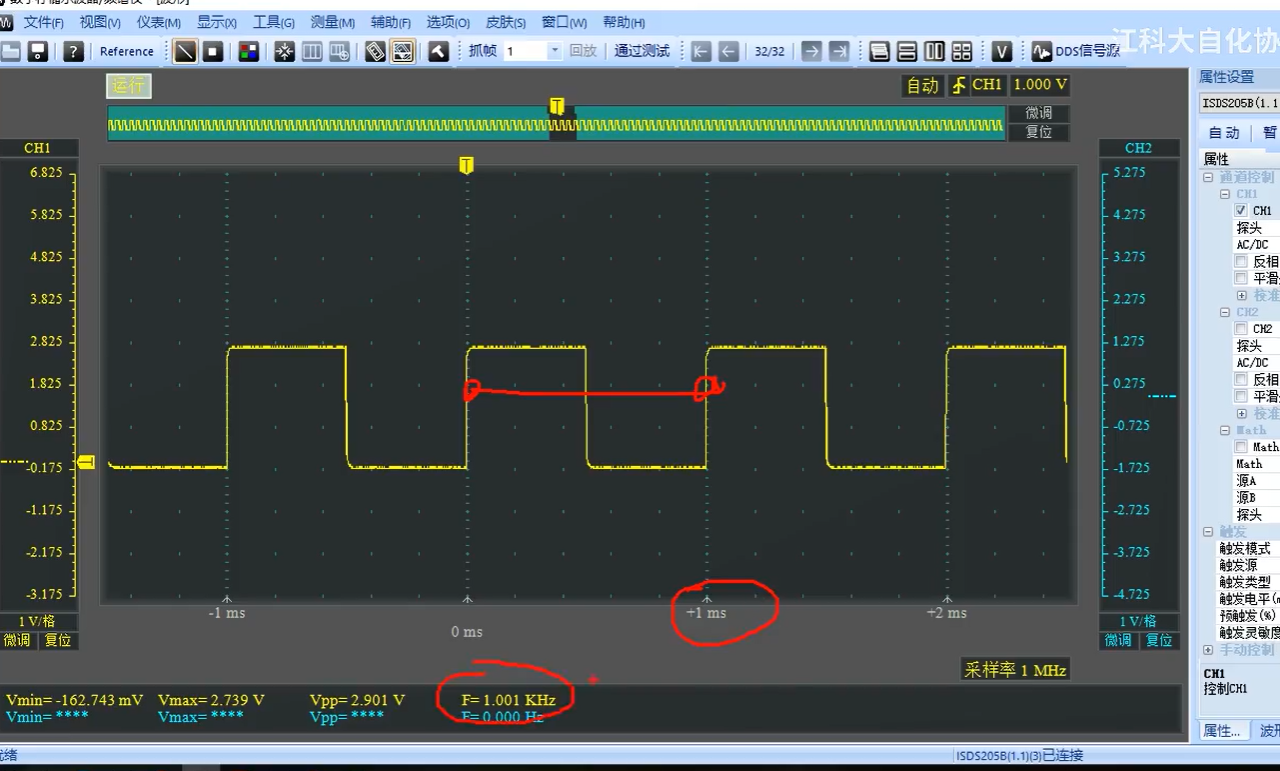 数字存储示波器/频谱仪 - [波形]
文件(F) 视图(V) 仪表(M) 显示(X) 工具(G) 测量(M) 辅助(F) 选项(O) 皮肤(S) 窗口(W) 帮助(H)
Reference 抓帧 1 回放 通过测试 32/32 V DDS信号源
江科大自化协
运行
自动 CH1 1.000 V
T
微调
复位
T
CH1
6.825
5.825
4.825
3.825
2.825
1.825
0.825
-0.175
-1.175
-2.175
-3.175
1 V/格
微调 复位
-1 ms
0 ms
+1 ms
+2 ms
CH2
5.275
4.275
3.275
2.275
1.275
0.275
-0.725
-1.725
-2.725
-3.725
-4.725
1 V/格
微调 复位
采样率 1 MHz
Vmin= -162.743 mV Vmax= 2.739 V Vpp= 2.901 V F= 1.001 KHz
Vmin= **** Vmax= **** Vpp= **** F= 0.000 Hz
属性设置
ISDS205B(1.1
自动 暂
属性
通道控制
CH1
CH1
探头
AC/DC
反相
平滑
校准
CH2
CH2
探头
AC/DC
反相
平滑
校准
Math
Math
Math
源A
源B
探头
触发
触发模式
触发源
触发类型
触发电平(m
预触发(%)
触发灵敏度
手动控制
CH1
控制CH1
属性... 波形
就绪
ISDS205B(1.1)(3)已连接